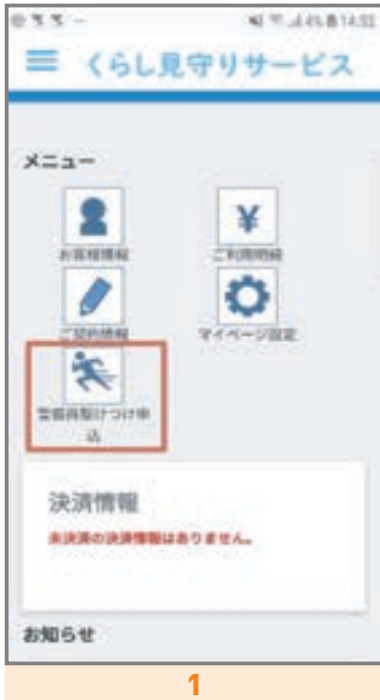 14:52
くらし見守りサービス
メニュー
お客様情報
ご利用明細
ご契約情報
マイページ設定
警備員駆けつけ申
込
決済情報
未決済の決済情報はありません。
お知らせ
1